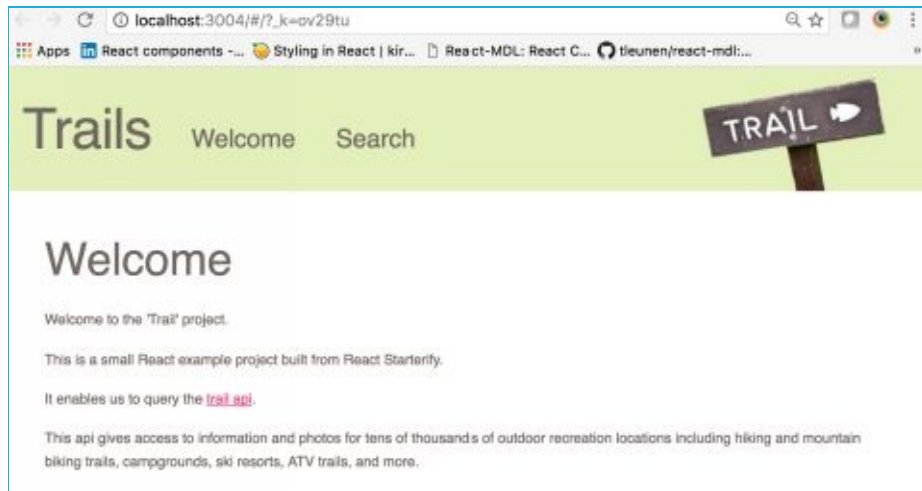 localhost:3004/#/?_k=ov29tu
Apps in React components -... Styling in React | kir... React-MDL: React C... tleunen/react-mdl:... »
Trails Welcome Search
TRAIL
Welcome
Welcome to the 'Trail' project.
This is a small React example project built from React Starterify.
It enables us to query the trail api.
This api gives access to information and photos for tens of thousands of outdoor recreation locations including hiking and mountain
biking trails, campgrounds, ski resorts, ATV trails, and more.